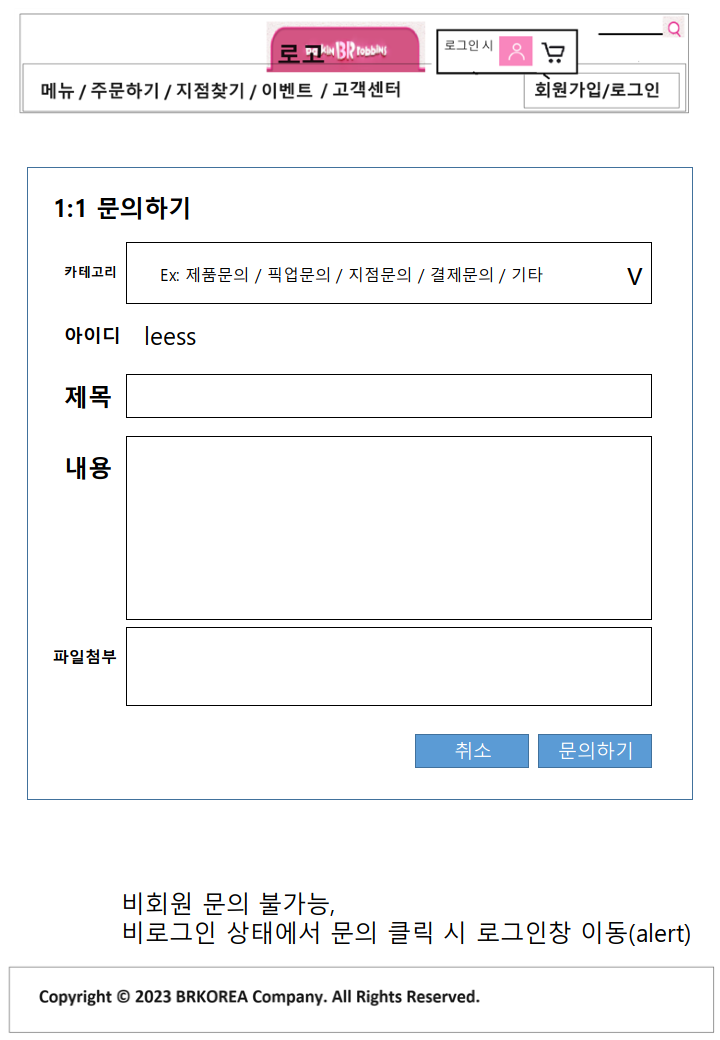 로고
BR
robbins
로그인 시
메뉴 / 주문하기 / 지점찾기 / 이벤트 / 고객센터
회원가입/로그인
1:1 문의하기
카테고리
Ex: 제품문의 / 픽업문의 / 지점문의 / 결제문의 / 기타
V
아이디
leess
제목
내용
파일첨부
취소
문의하기
비회원 문의 불가능,
비로그인 상태에서 문의 클릭 시 로그인창 이동(alert)
Copyright © 2023 BRKOREA Company. All Rights Reserved.